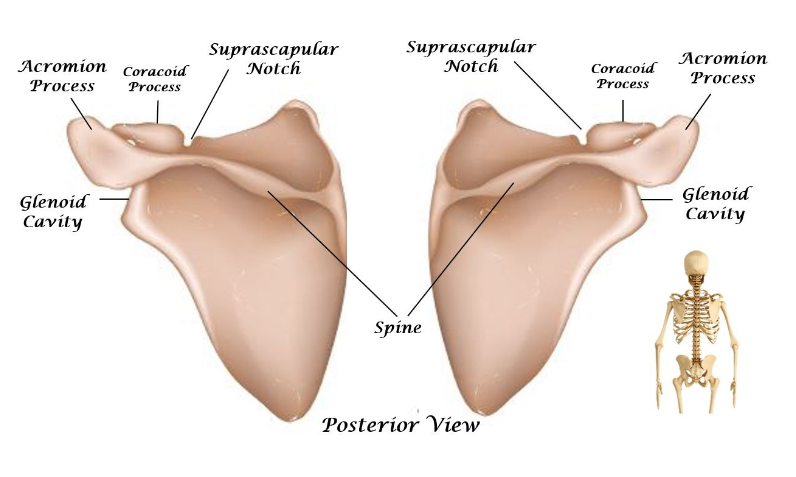 Suprascapular
Notch
Suprascapular
Notch
Acromion
Process
Coracoid
Process
Coracoid
Process
Acromion
Process
Glenoid
Cavity
Glenoid
Cavity
Spine
Posterior View